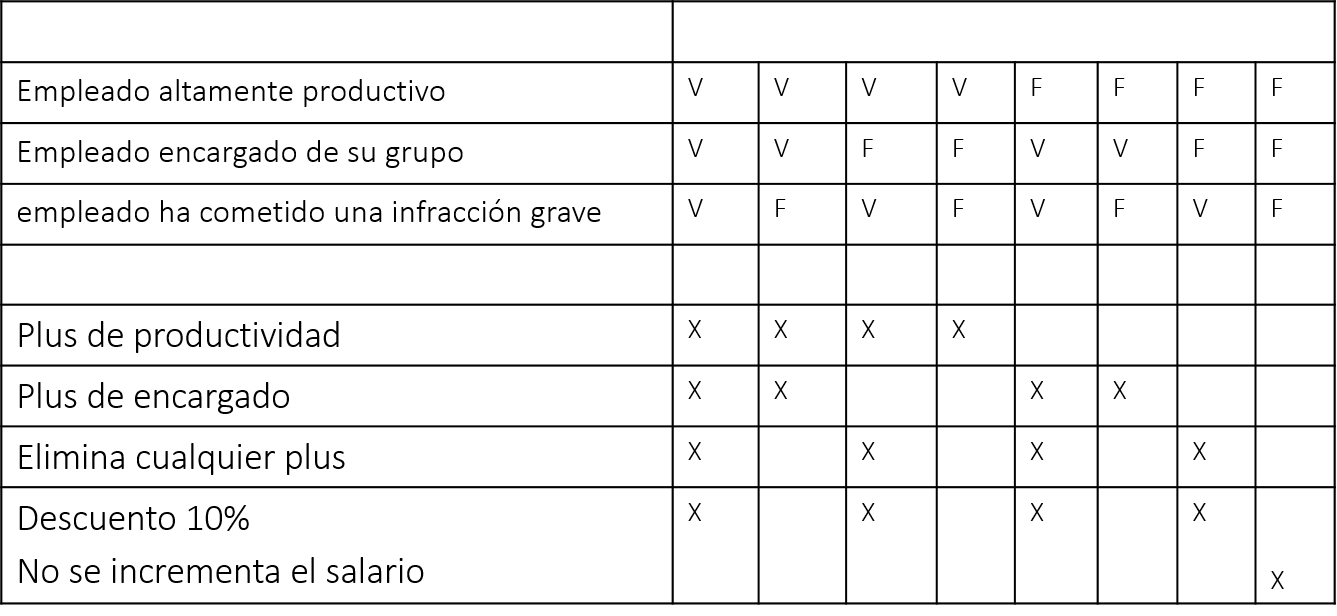 Empleado altamente productivo V V V V F F F F
Empleado encargado de su grupo V V F F V V F F
empleado ha cometido una infracción grave V F V F V F V F
Plus de productividad X X X X
Plus de encargado X X X X
Elimina cualquier plus X X X X
Descuento 10% X X X X
No se incrementa el salario X